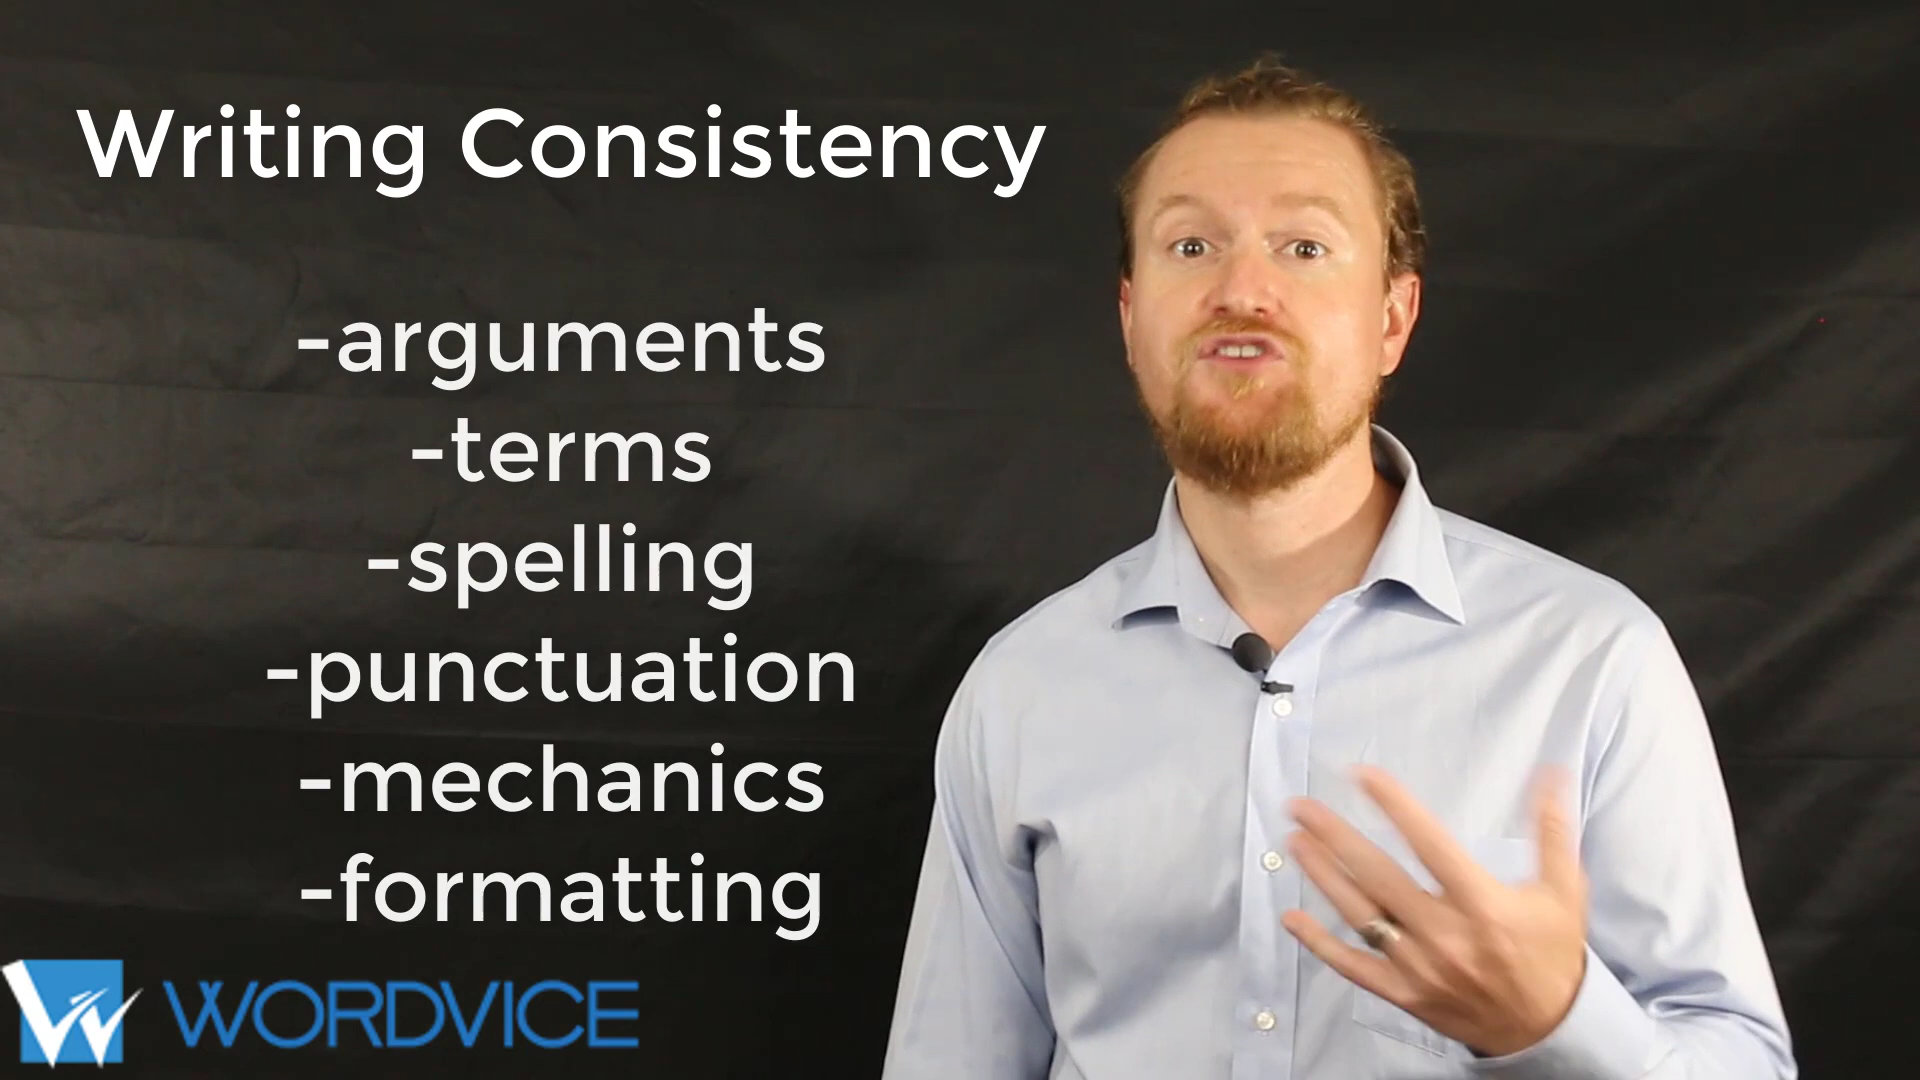 Writing Consistency
-arguments
-terms
-spelling
-punctuation
-mechanics
-formatting
WORDVICE